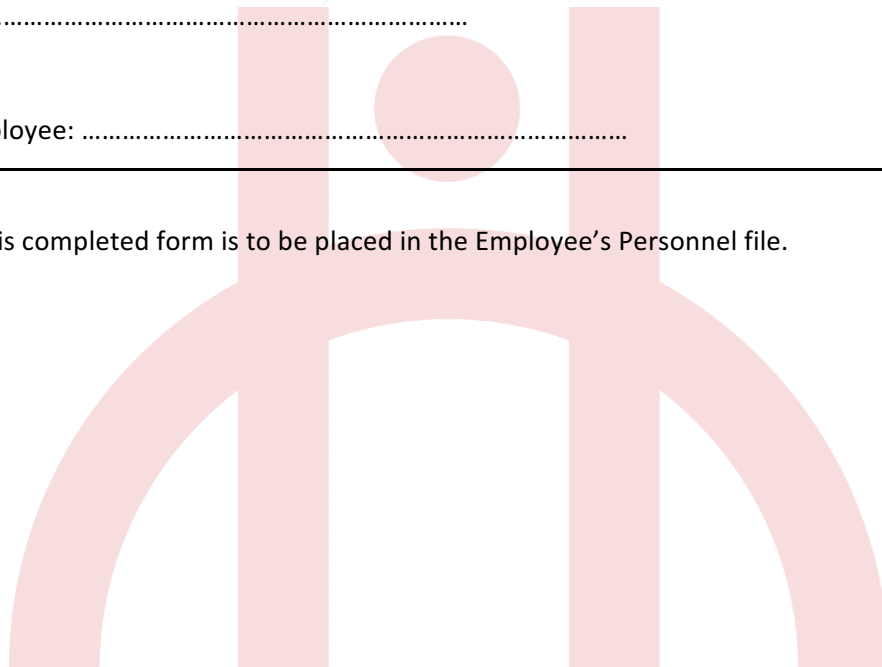 ………………………………………………………………
loyee: …………………………………………………………………………
is completed form is to be placed in the Employee’s Personnel file.